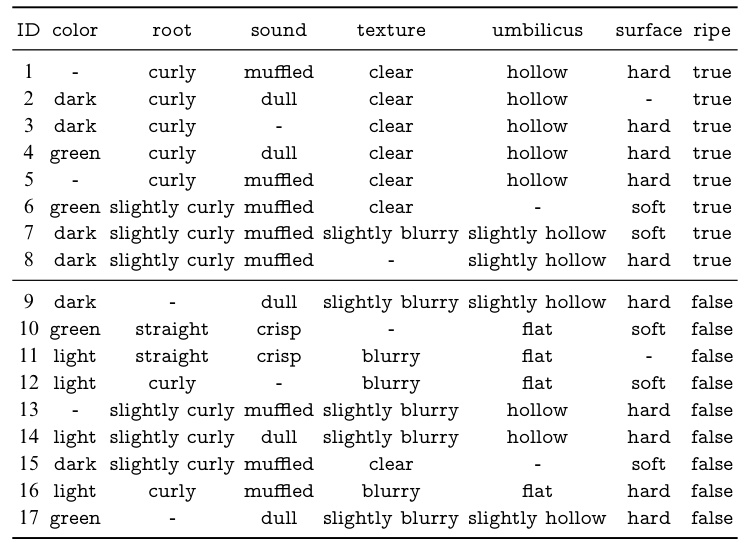 ID color root sound texture umbilicus surface ripe
1 - curly muffled clear hollow hard true
2 dark curly dull clear hollow - true
3 dark curly - clear hollow hard true
4 green curly dull clear hollow hard true
5 - curly muffled clear hollow hard true
6 green slightly curly muffled clear - soft true
7 dark slightly curly muffled slightly blurry slightly hollow soft true
8 dark slightly curly muffled - slightly hollow hard true
9 dark - dull slightly blurry slightly hollow hard false
10 green straight crisp - flat soft false
11 light straight crisp blurry flat - false
12 light curly - blurry flat soft false
13 - slightly curly muffled slightly blurry hollow hard false
14 light slightly curly dull slightly blurry hollow hard false
15 dark slightly curly muffled clear - soft false
16 light curly muffled blurry flat hard false
17 green - dull slightly blurry slightly hollow hard false